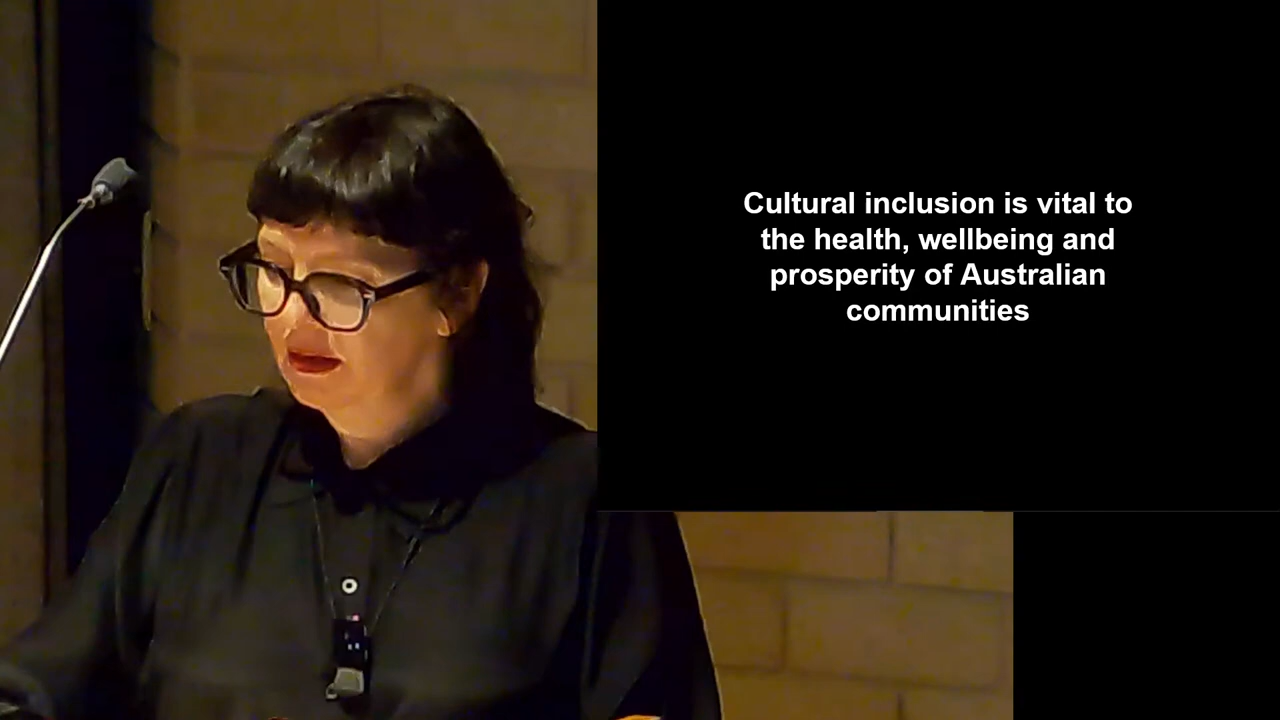 Cultural inclusion is vital to
the health, wellbeing and
prosperity of Australian
communities